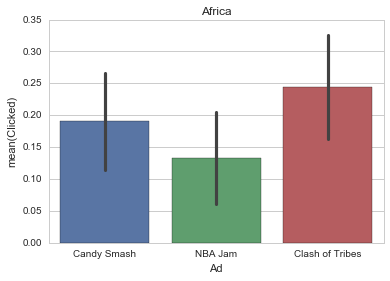 Africa
0.35
0.30
0.25
0.20
0.15
0.10
0.05
0.00
mean(Clicked)
Candy Smash
NBA Jam
Clash of Tribes
Ad